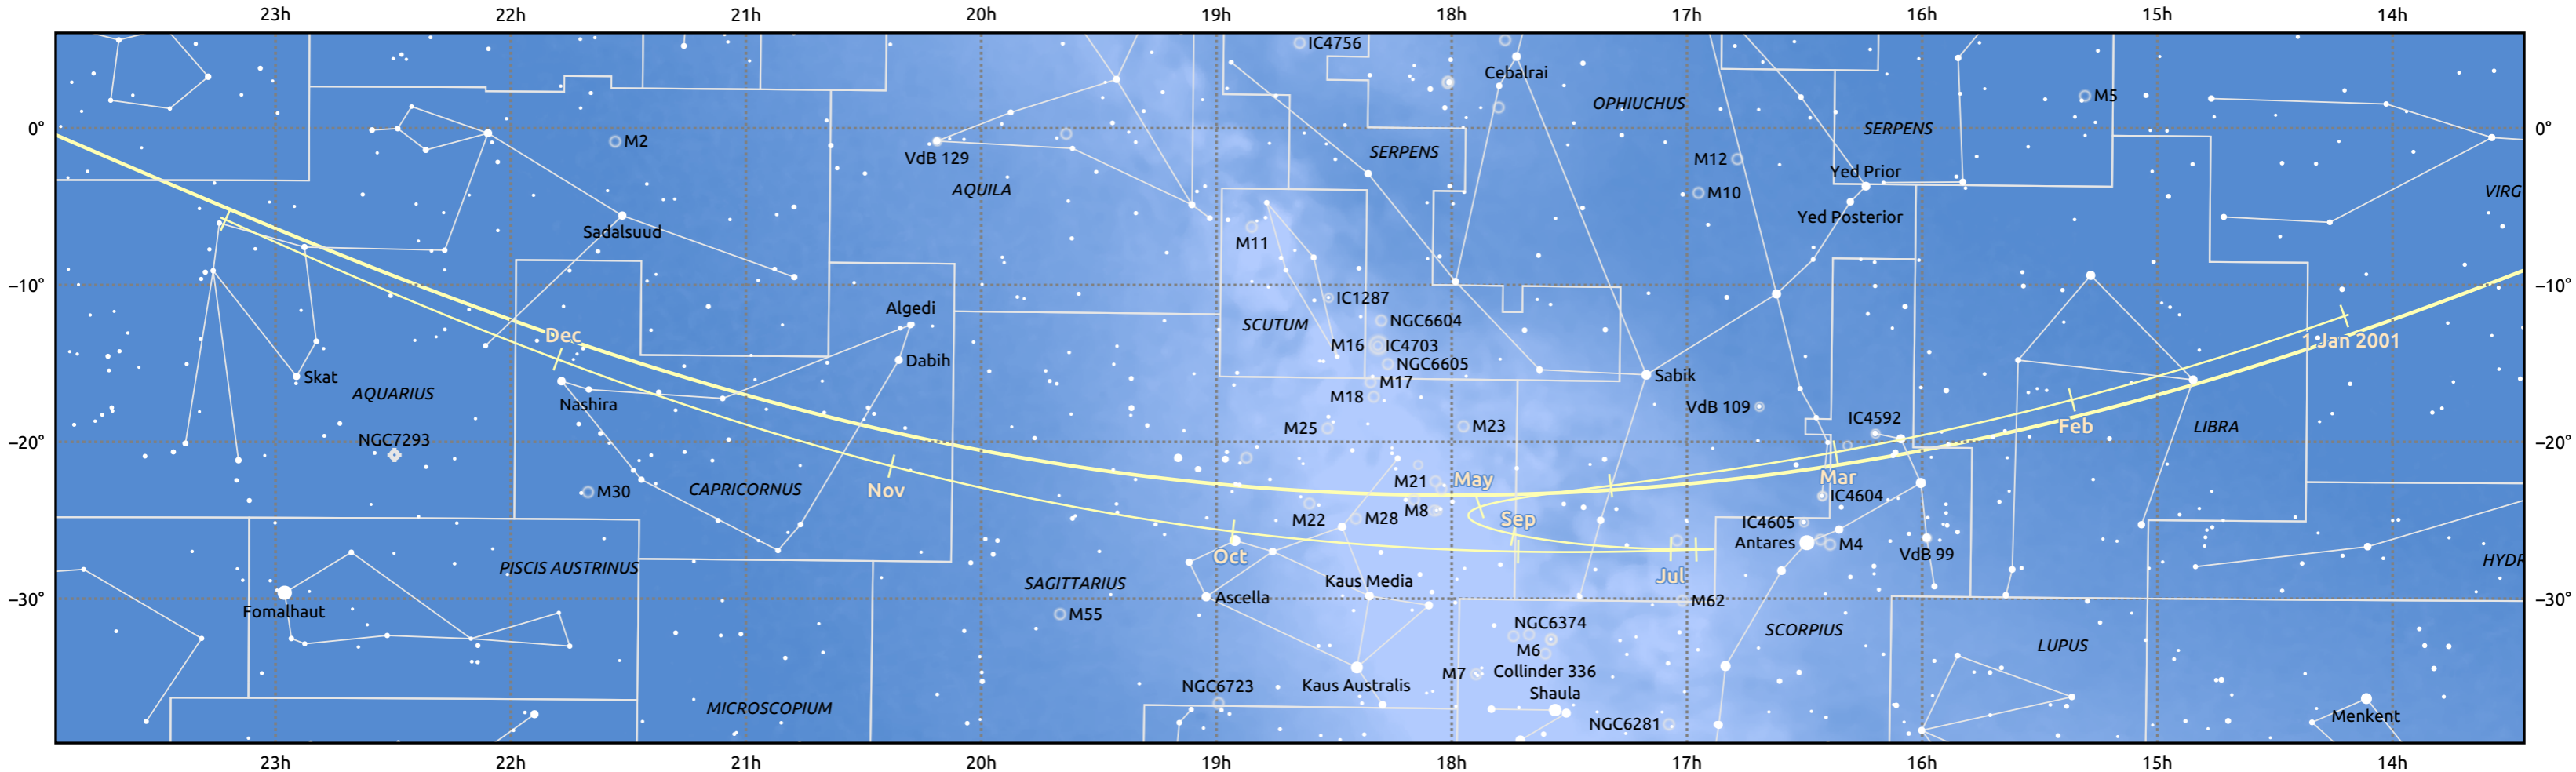 23h 22h 21h 20h 19h 18h 17h 16h 15h 14h
IC4756
Cebalrai
OPHIUCHUS
M5
0° 0°
SERPENS
M2
VdB 129
SERPENS
M12
Yed Prior
AQUILA
M10
VIRG
Yed Posterior
Sadalsuud
M11
−10° −10°
IC1287
Algedi
SCUTUM
NGC6604
Dec
1 Jan 2001
M16
IC4703
Dabih
NGC6605
Skat
Sabik
M17
AQUARIUS
M18
Nashira
VdB 109
IC4592
M25
M23
Feb
LIBRA
NGC7293
−20° −20°
Mar
May
M21
Nov
CAPRICORNUS
M30
IC4604
M8
M22
M28
Sep
IC4605
Antares
M4
Oct
VdB 99
HYDR
PISCIS AUSTRINUS
Jul
SAGITTARIUS
Kaus Media
−30° −30°
Ascella
M62
Fomalhaut
M55
NGC6374
SCORPIUS
LUPUS
M6
M7
Collinder 336
NGC6723
Kaus Australis
Shaula
MICROSCOPIUM
Menkent
NGC6281
23h 22h 21h 20h 19h 18h 17h 16h 15h 14h